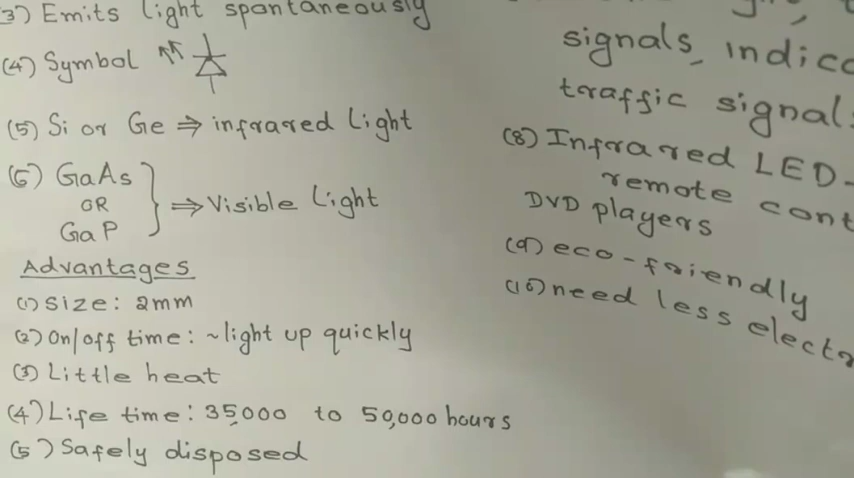 3) Emits light spontaneously
(4) Symbol
(5) Si or Ge ⇒ infrared light
(6) GaAs
OR
GaP
⇒ Visible light
Advantages
(1) Size: 2mm
(2) On/off time: ~light up quickly
(3) Little heat
(4) Life time: 35,000 to 50,000 hours
(5) Safely disposed
signals, indic
traffic signal
(8) Infrared LED-
remote cont
DVD players
(9) eco-friendly
(10) need less electr